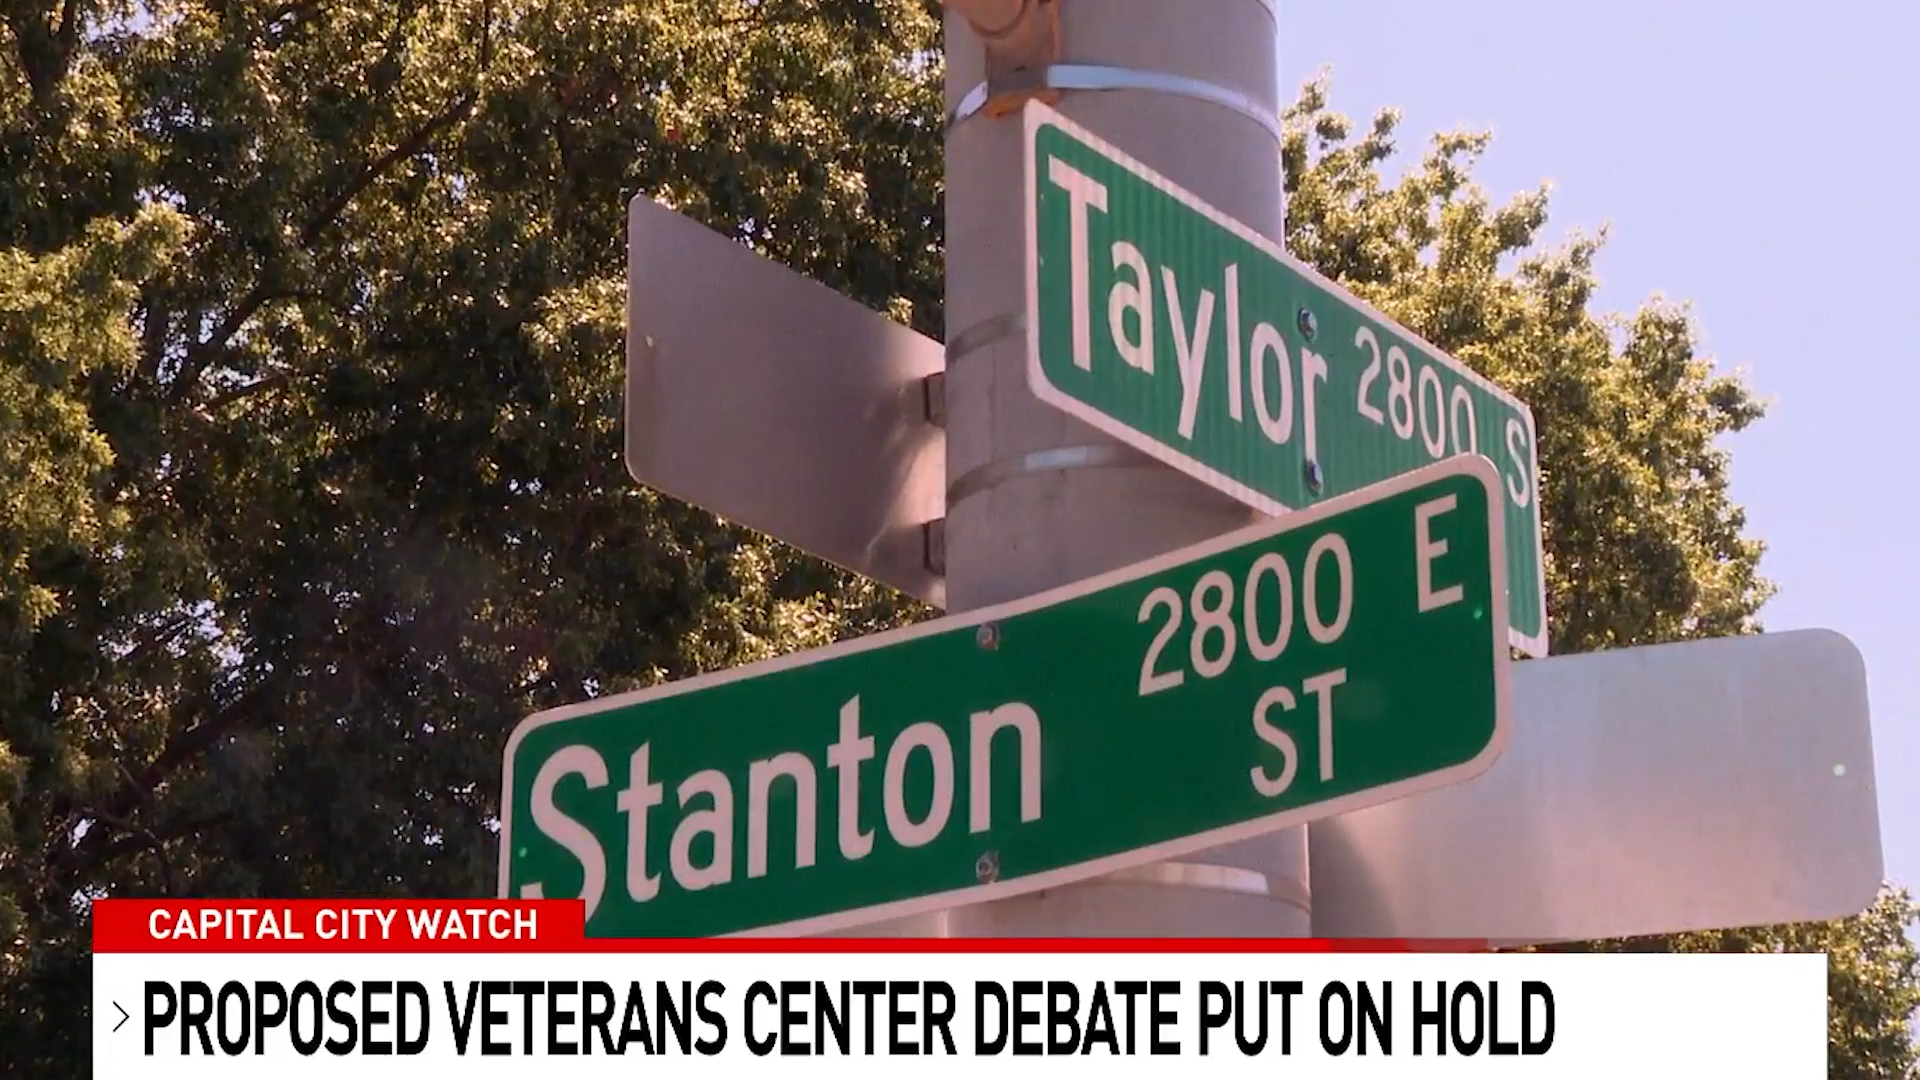 Taylor 2800 S
Stanton 2800 E
ST
CAPITAL CITY WATCH
> PROPOSED VETERANS CENTER DEBATE PUT ON HOLD